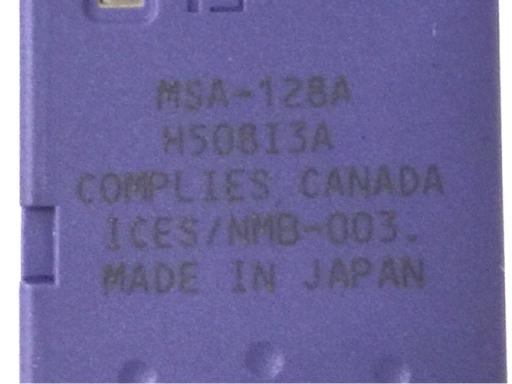 MSA-128A
H508I3A
COMPLIES CANADA
ICES/NMB-003.
MADE IN JAPAN